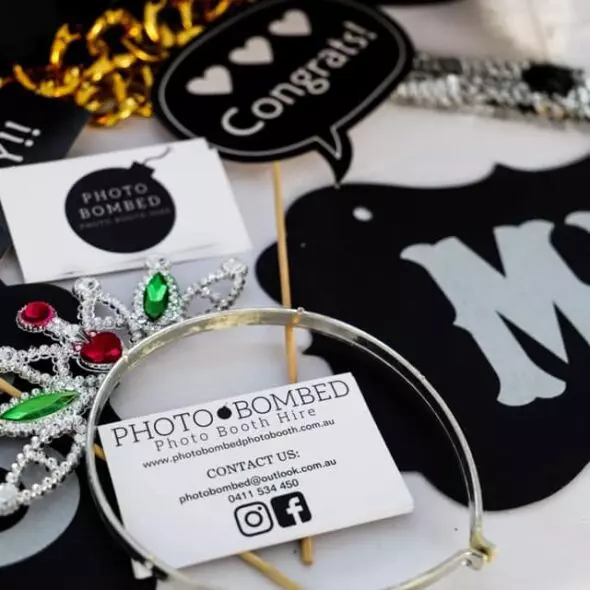 Congrats!
Y!!
PHOTO
BOMBED
PHOTO BOOTH HIRE
M
PHOTO BOMBED
Photo Booth Hire
www.photobombedphotobooth.com.au
CONTACT US:
photobombed@outlook.com.au
0411 534 450